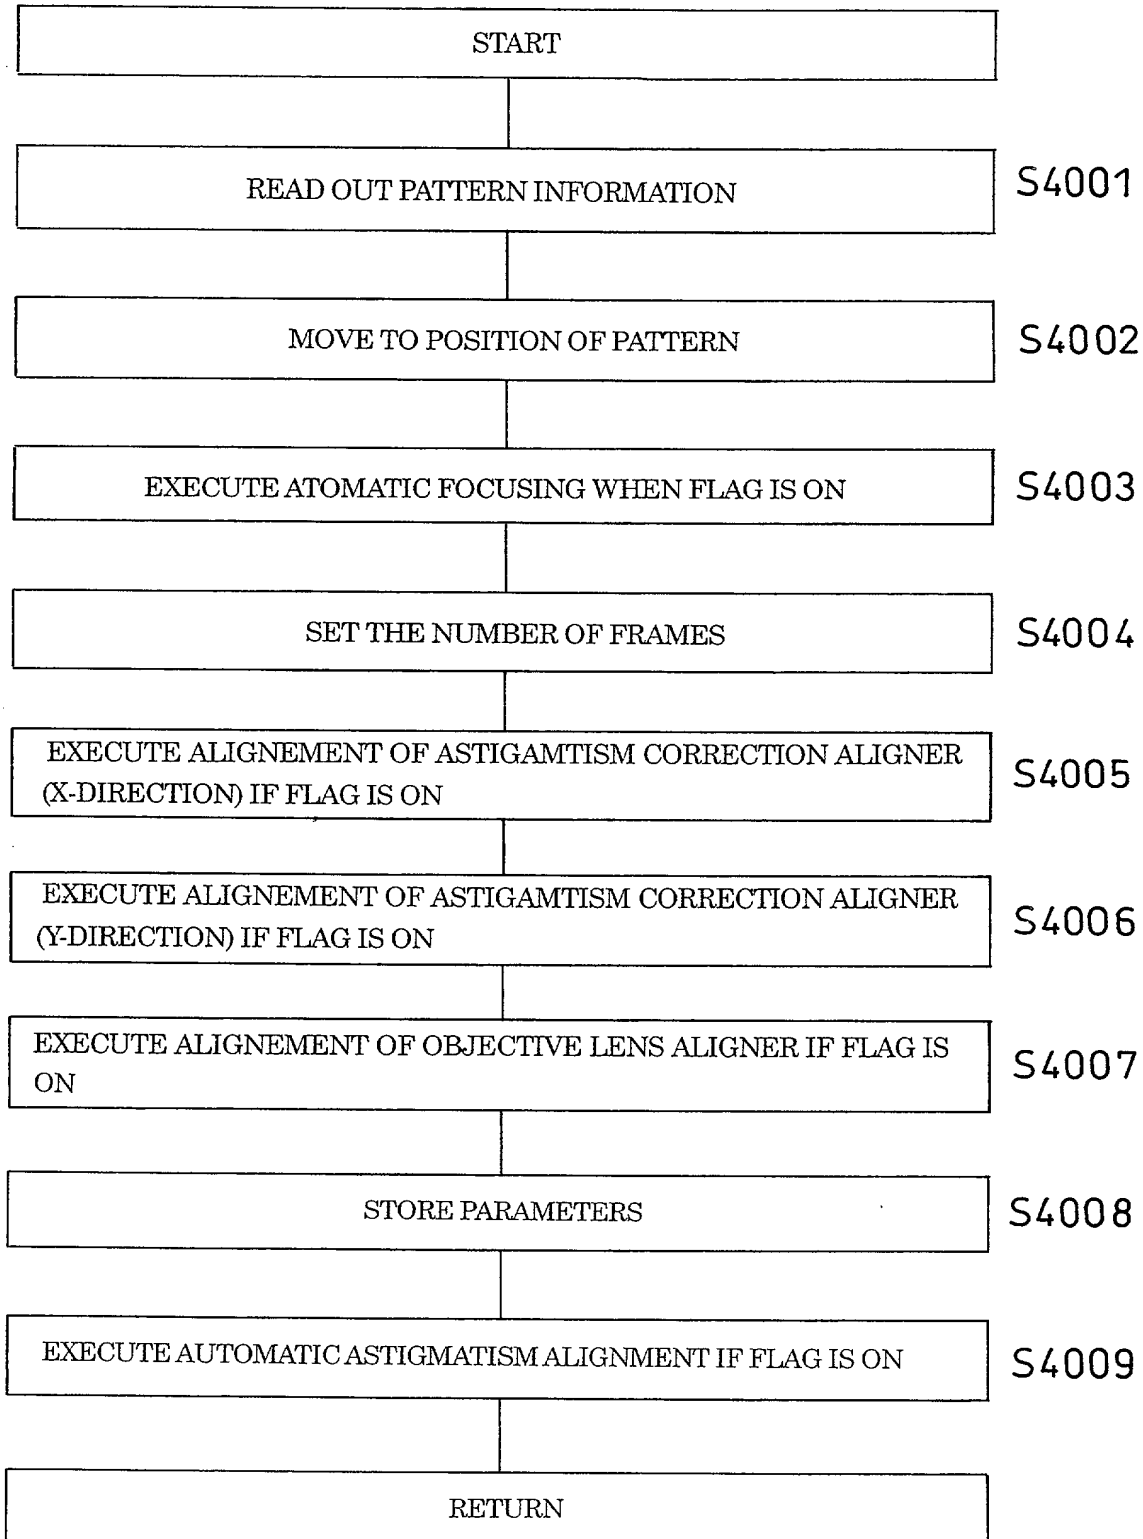 START
READ OUT PATTERN INFORMATION
S4001
MOVE TO POSITION OF PATTERN
S4002
EXECUTE ATOMATIC FOCUSING WHEN FLAG IS ON
S4003
SET THE NUMBER OF FRAMES
S4004
EXECUTE ALIGNEMENT OF ASTIGAMTISM CORRECTION ALIGNER
(X-DIRECTION) IF FLAG IS ON
S4005
EXECUTE ALIGNEMENT OF ASTIGAMTISM CORRECTION ALIGNER
(Y-DIRECTION) IF FLAG IS ON
S4006
EXECUTE ALIGNEMENT OF OBJECTIVE LENS ALIGNER IF FLAG IS
ON
S4007
STORE PARAMETERS
S4008
EXECUTE AUTOMATIC ASTIGMATISM ALIGNMENT IF FLAG IS ON
S4009
RETURN